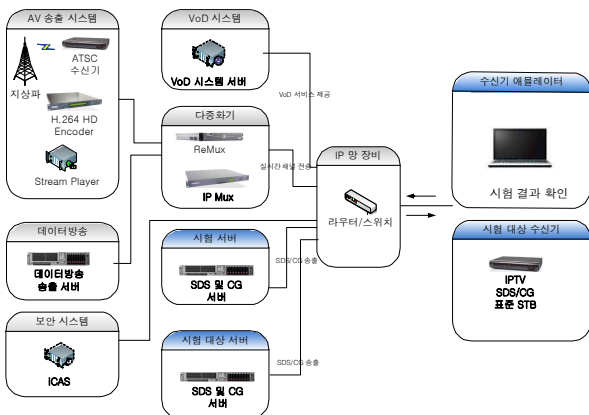 AV 송출 시스템
ATSC
수신기
지상파
H.264 HD
Encoder
Stream Player
VoD 시스템
VoD 시스템 서버
VoD 서비스 제공
다중화기
ReMux
IP Mux
실시간 채널 전송
IP 망 장비
라우터/스위치
수신기 애뮬레이터
시험 결과 확인
데이터방송
데이터방송
송출 서버
시험 서버
SDS 및 CG
서버
SDS/CG 송출
시험 대상 수신기
IPTV
SDS/CG
표준 STB
보안 시스템
iCAS
시험 대상 서버
SDS 및 CG
서버
SDS/CG 송출